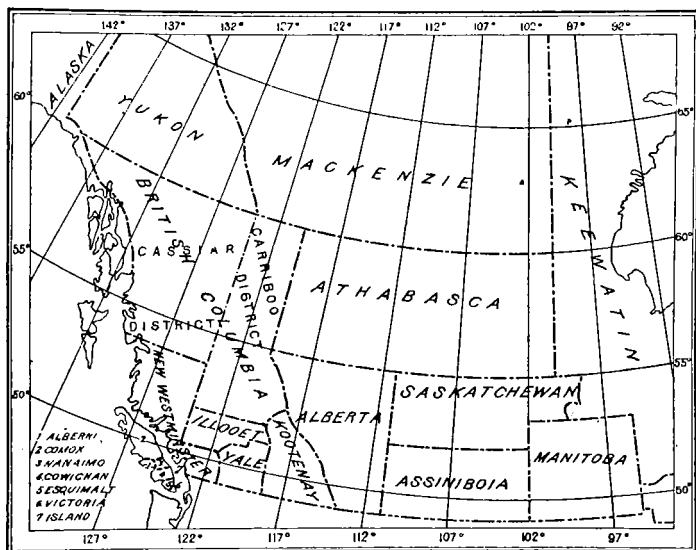 142° 137° 132° 127° 122° 117° 112° 107° 102° 97° 92°
ALASKA
60°
65°
YUKON
MACKENZIE
KEEWATIN
BRITISH
COLUMBIA
55°
60°
CASSIAR
DISTRICT
CARRIBOO
DISTRICT
ATHABASCA
50°
55°
NEW WESTMINSTER
ILLOOET
YALE
KOOTENAY
ALBERTA
SASKATCHEWAN
ASSINIBOIA
MANITOBA
50°
1 ALBERNI
2 COMOX
3 NANAIMO
4 COWICHAN
5 ESQUIMALT
6 VICTORIA
7 ISLAND
127° 122° 117° 112° 107° 102° 97°